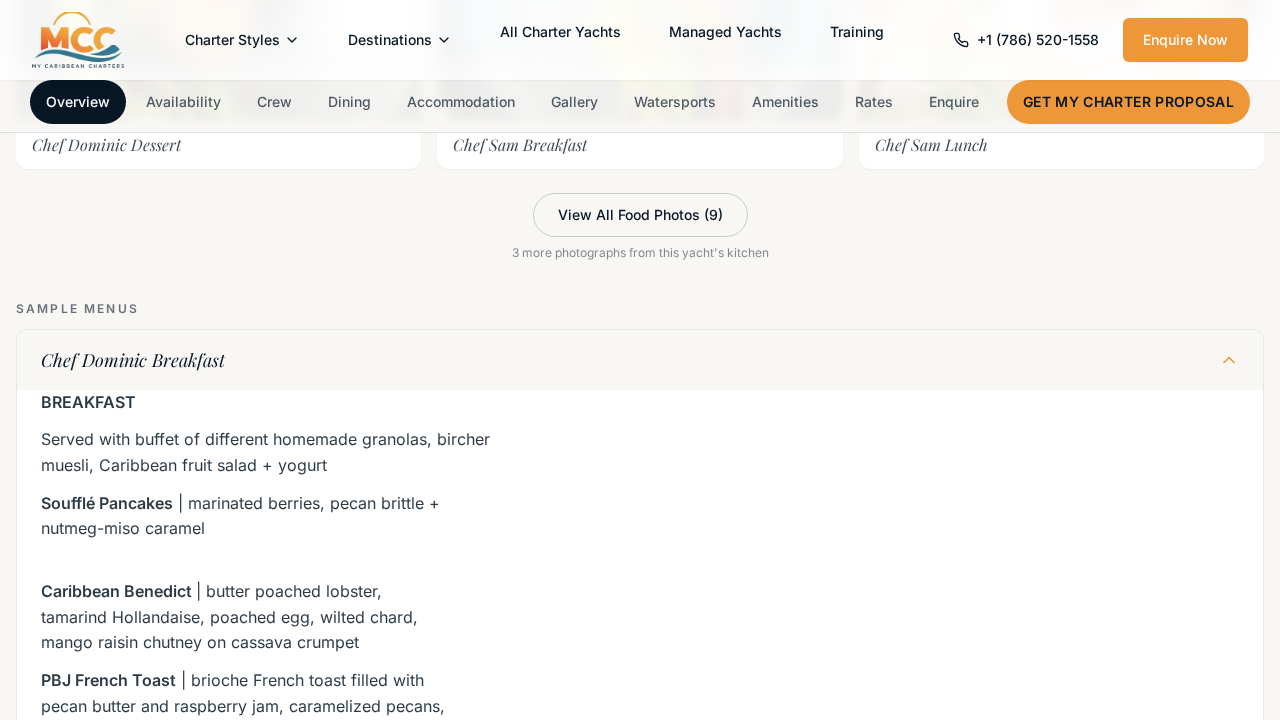 MCC
MY CARIBBEAN CHARTERS
Charter Styles
Destinations
All Charter Yachts
Managed Yachts
Training
+1 (786) 520-1558
Enquire Now
Overview
Availability
Crew
Dining
Accommodation
Gallery
Watersports
Amenities
Rates
Enquire
GET MY CHARTER PROPOSAL
Chef Dominic Dessert
Chef Sam Breakfast
Chef Sam Lunch
View All Food Photos (9)
3 more photographs from this yacht's kitchen
SAMPLE MENUS
Chef Dominic Breakfast
BREAKFAST
Served with buffet of different homemade granolas, bircher
muesli, Caribbean fruit salad + yogurt
Soufflé Pancakes | marinated berries, pecan brittle +
nutmeg-miso caramel
Caribbean Benedict | butter poached lobster,
tamarind Hollandaise, poached egg, wilted chard,
mango raisin chutney on cassava crumpet
PBJ French Toast | brioche French toast filled with
pecan butter and raspberry jam, caramelized pecans,